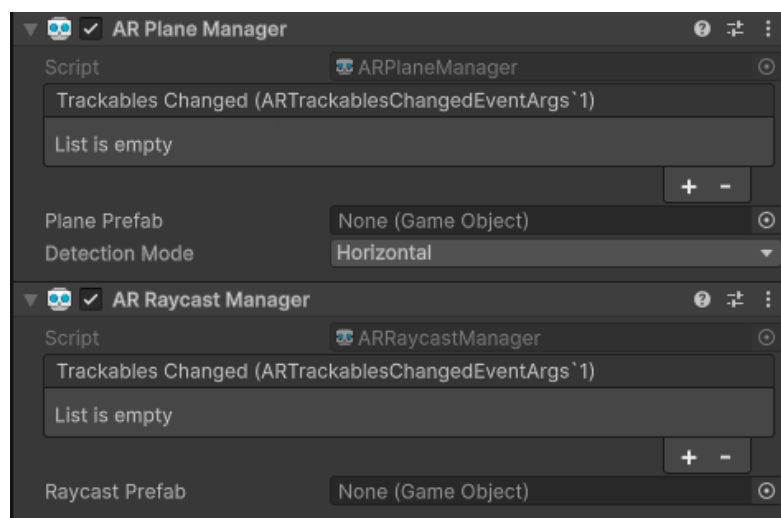 AR Plane Manager
Script ARPlaneManager
Trackables Changed (ARTrackablesChangedEventArgs`1)
List is empty
+ -
Plane Prefab None (Game Object)
Detection Mode Horizontal
AR Raycast Manager
Script ARRaycastManager
Trackables Changed (ARTrackablesChangedEventArgs`1)
List is empty
+ -
Raycast Prefab None (Game Object)